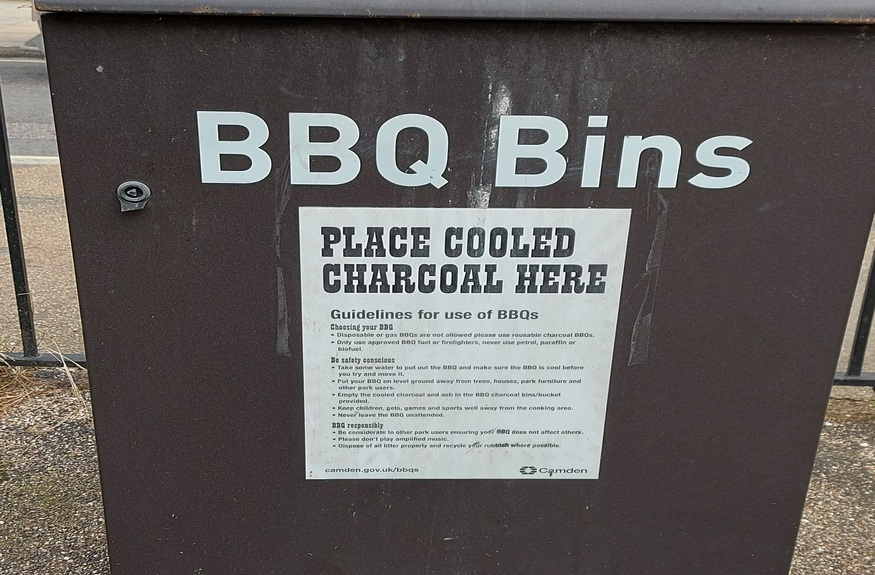 BBQ Bins
PLACE COOLED
CHARCOAL HERE
Guidelines for use of BBQs
Choosing your BBQ
• Disposable or gas BBQs are not allowed please use reusable charcoal BBQs.
• Only use approved BBQ fuel or firelighters, never use petrol, paraffin or
biofuel.
Be safety conscious
• Take some water to put out the BBQ and make sure the BBQ is cool before
you try and move it.
• Put your BBQ on level ground away from trees, houses, park furniture and
other park users.
• Empty the cooled charcoal and ash in the BBQ charcoal bins/bucket
provided.
• Keep children, pets, games and sports well away from the cooking area.
• Never leave the BBQ unattended.
BBQ responsibly
• Be considerate to other park users ensuring your BBQ does not affect others.
• Please don't play amplified music.
• Dispose of all litter properly and recycle your rubbish where possible.
camden.gov.uk/bbqs
Camden